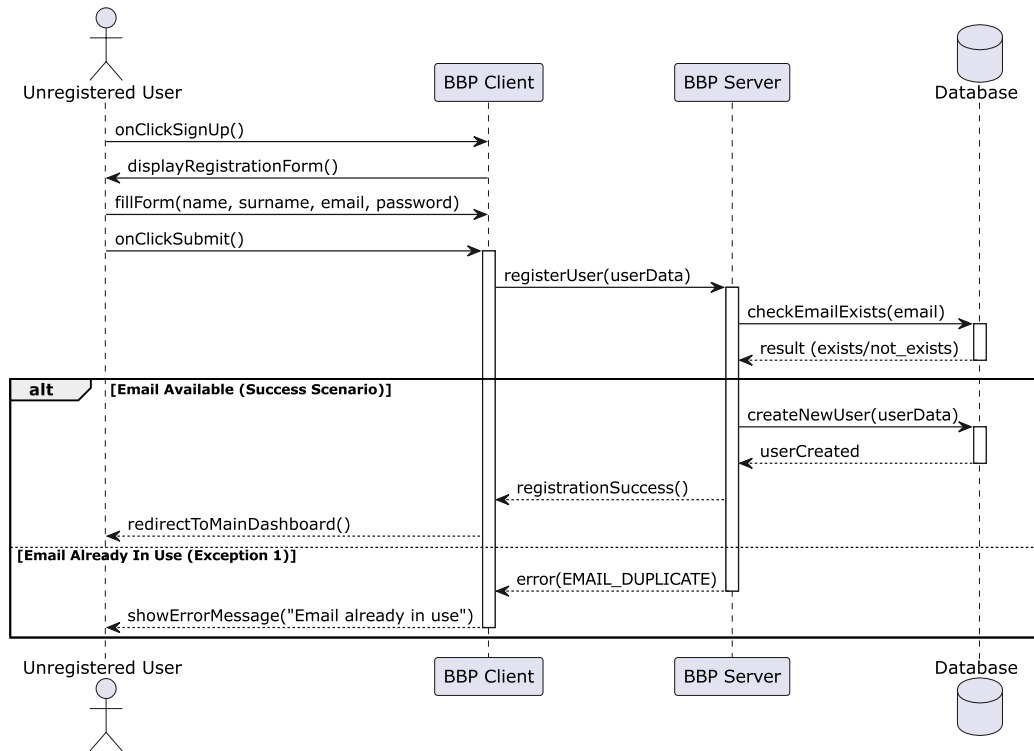 Unregistered User
BBP Client
BBP Server
Database
onClickSignUp()
displayRegistrationForm()
fillForm(name, surname, email, password)
onClickSubmit()
registerUser(userData)
checkEmailExists(email)
result (exists/not_exists)
alt
[Email Available (Success Scenario)]
createNewUser(userData)
userCreated
registrationSuccess()
redirectToMainDashboard()
[Email Already In Use (Exception 1)]
error(EMAIL_DUPLICATE)
showErrorMessage("Email already in use")
Unregistered User
BBP Client
BBP Server
Database